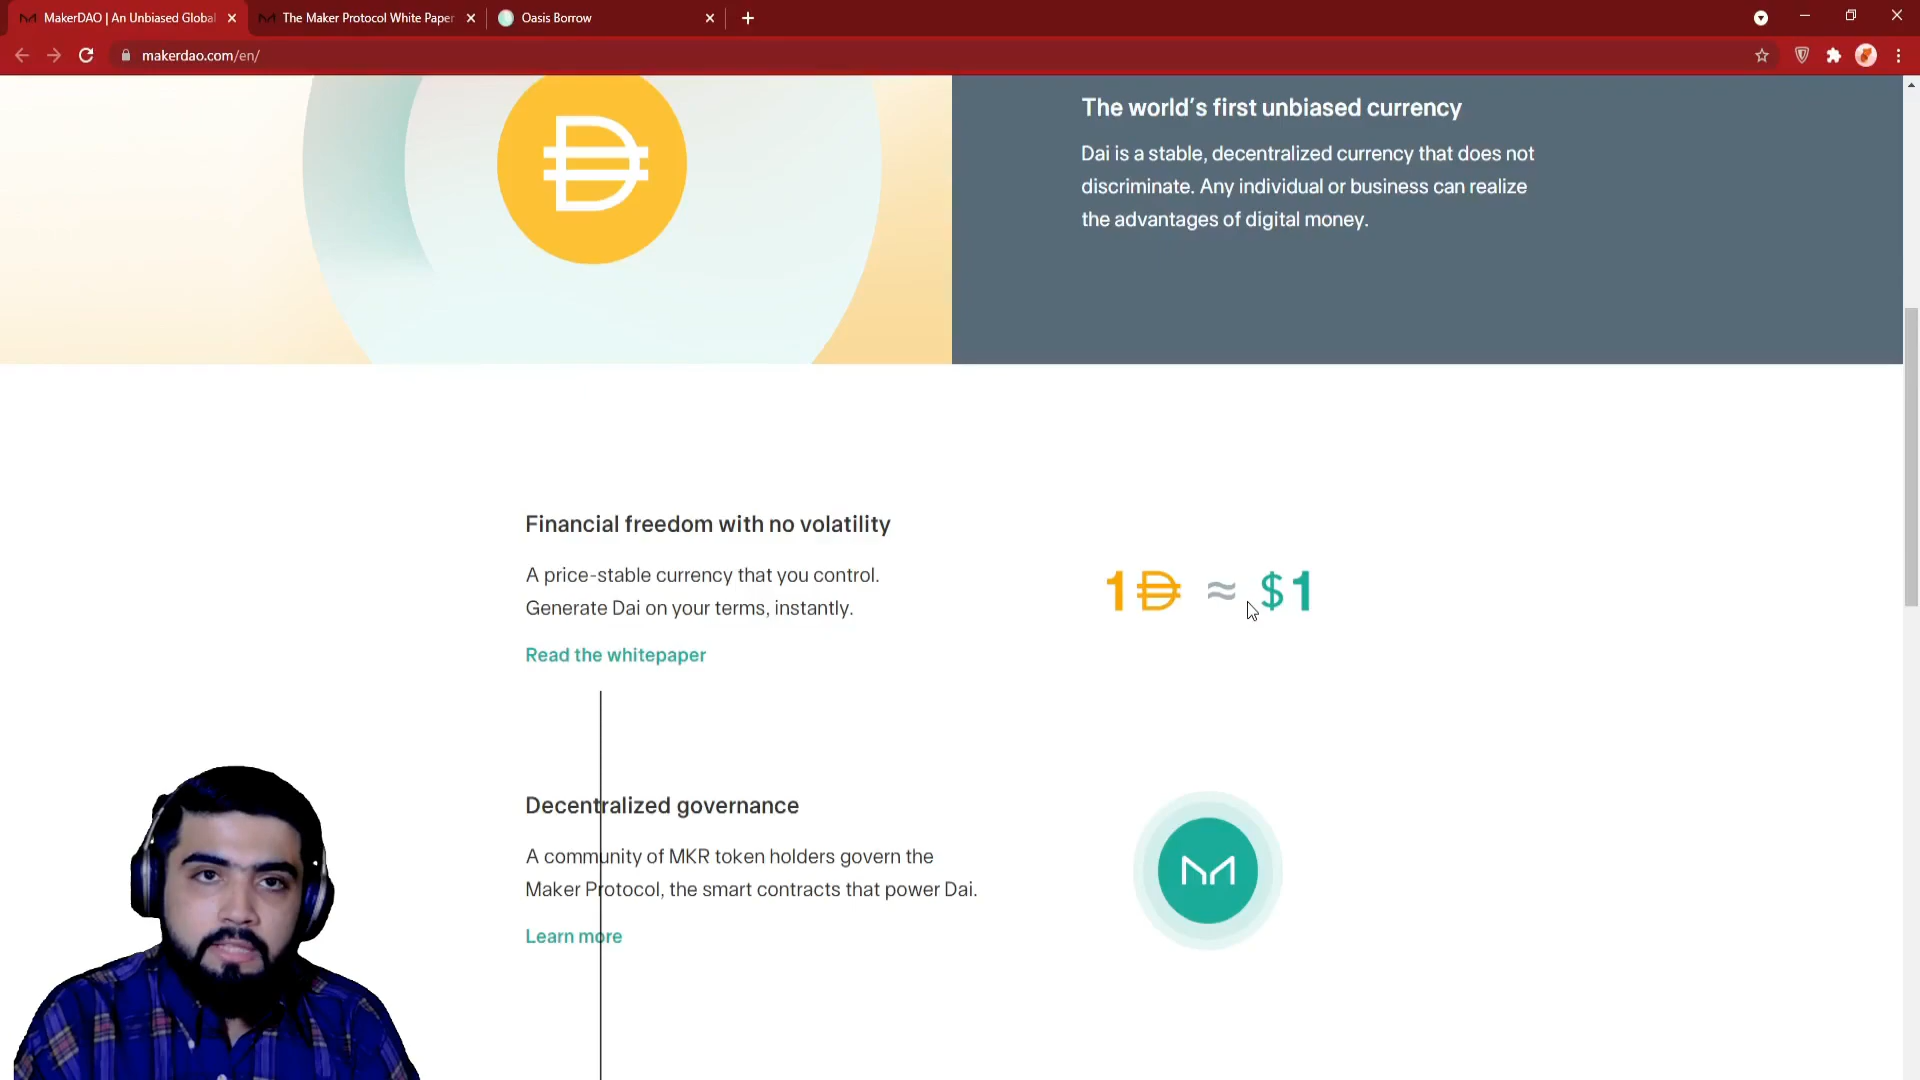 MakerDAO | An Unbiased Global
The Maker Protocol White Paper
Oasis Borrow
makerdao.com/en/
The world's first unbiased currency
Dai is a stable, decentralized currency that does not
discriminate. Any individual or business can realize
the advantages of digital money.
Financial freedom with no volatility
A price-stable currency that you control.
Generate Dai on your terms, instantly.
Read the whitepaper
1 ≈ $1
Decentralized governance
A community of MKR token holders govern the
Maker Protocol, the smart contracts that power Dai.
Learn more